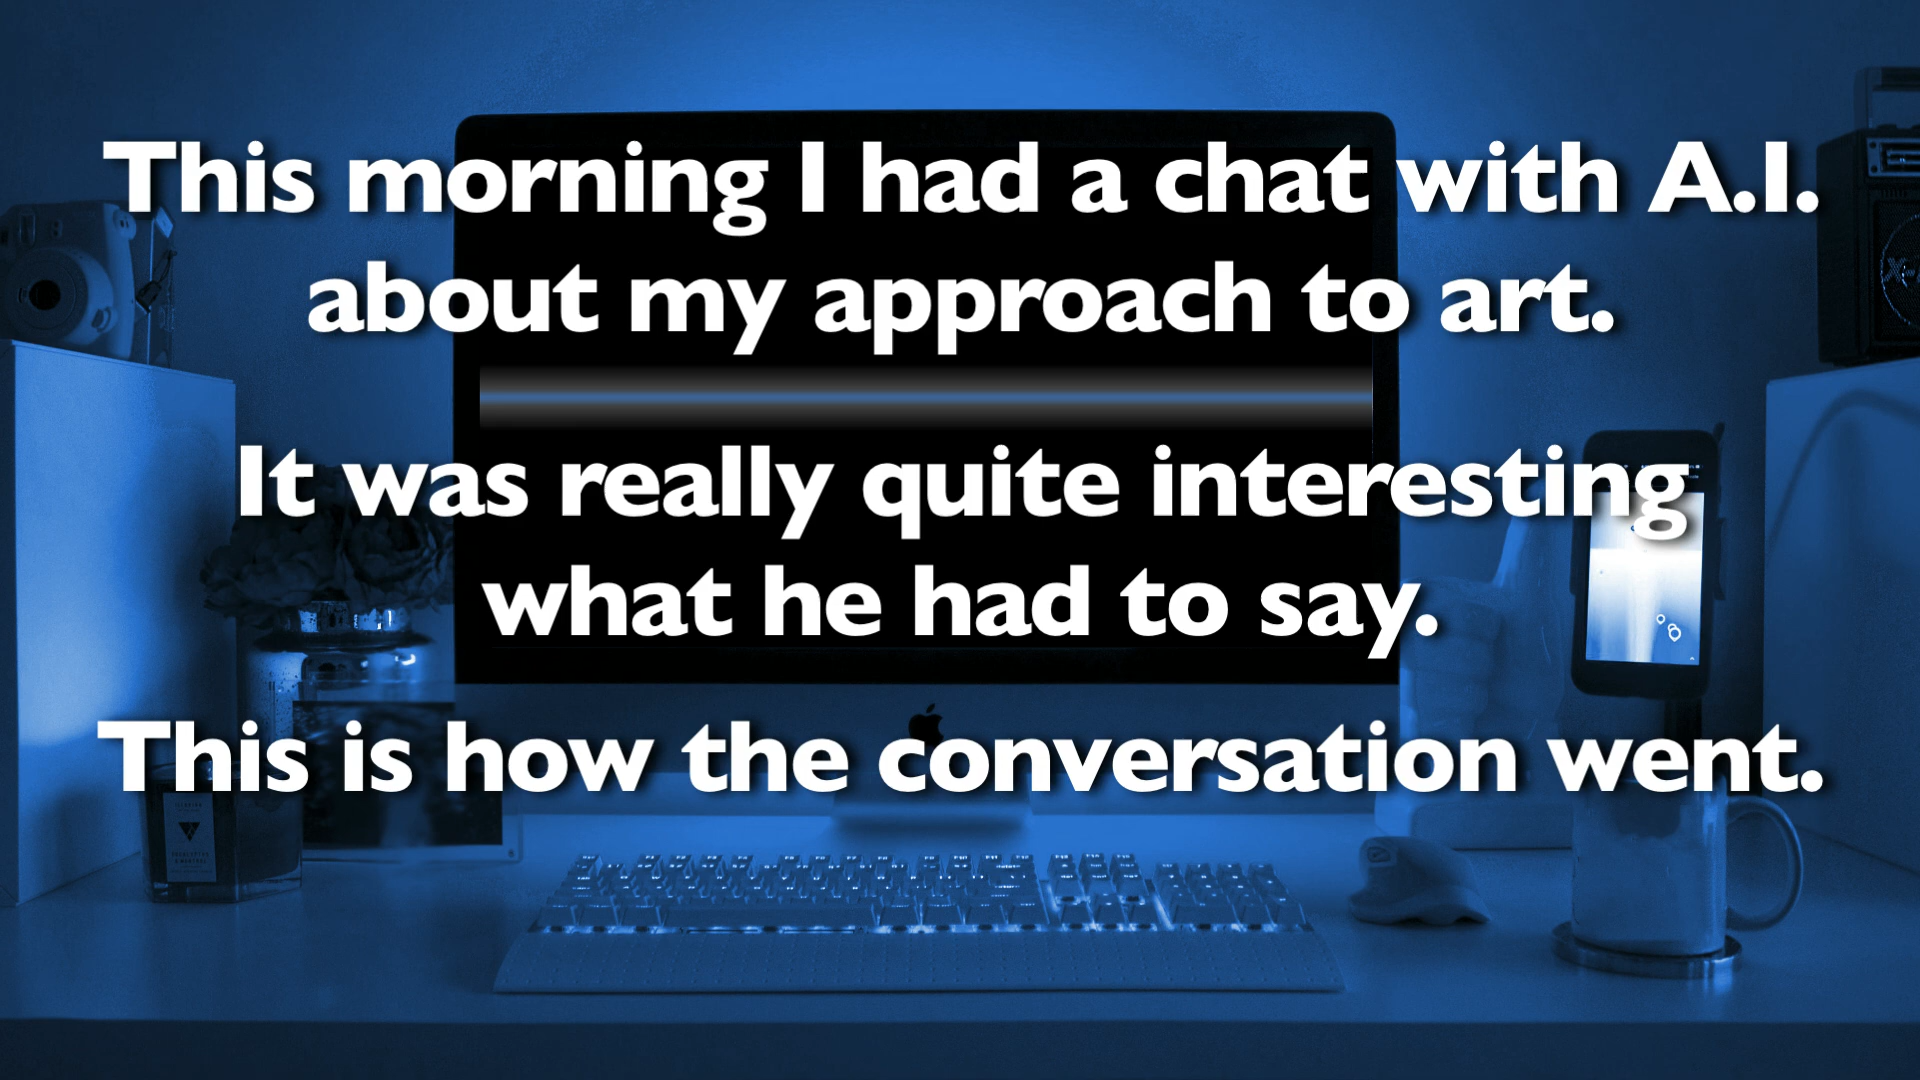 This morning I had a chat with A.I.
about my approach to art.
It was really quite interesting
what he had to say.
This is how the conversation went.